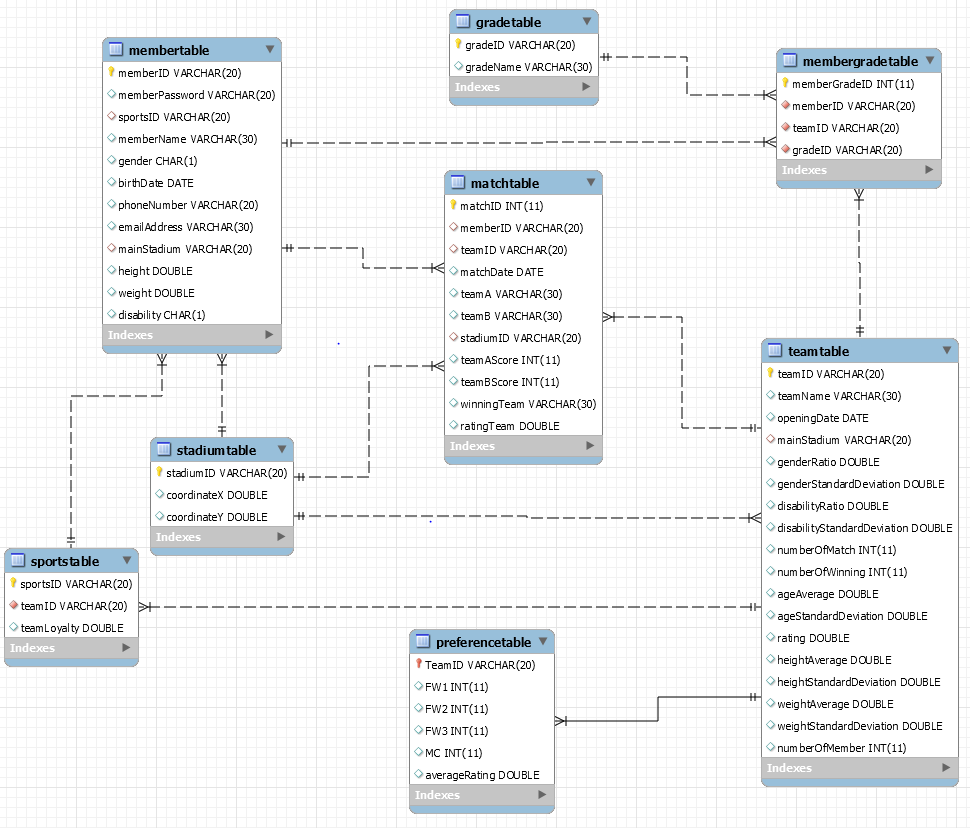 gradetable
gradeID VARCHAR(20)
gradeName VARCHAR(30)
Indexes
membertable
memberID VARCHAR(20)
memberPassword VARCHAR(20)
sportsID VARCHAR(20)
memberName VARCHAR(30)
gender CHAR(1)
birthDate DATE
phoneNumber VARCHAR(20)
emailAddress VARCHAR(30)
mainStadium VARCHAR(20)
height DOUBLE
weight DOUBLE
disability CHAR(1)
Indexes
membergradetable
memberGradeID INT(11)
memberID VARCHAR(20)
teamID VARCHAR(20)
gradeID VARCHAR(20)
Indexes
matchtable
matchID INT(11)
memberID VARCHAR(20)
teamID VARCHAR(20)
matchDate DATE
teamA VARCHAR(30)
teamB VARCHAR(30)
stadiumID VARCHAR(20)
teamAScore INT(11)
teamBScore INT(11)
winningTeam VARCHAR(30)
ratingTeam DOUBLE
Indexes
teamtable
teamID VARCHAR(20)
teamName VARCHAR(30)
openingDate DATE
mainStadium VARCHAR(20)
genderRatio DOUBLE
genderStandardDeviation DOUBLE
disabilityRatio DOUBLE
disabilityStandardDeviation DOUBLE
numberOfMatch INT(11)
numberOfWinning INT(11)
ageAverage DOUBLE
ageStandardDeviation DOUBLE
rating DOUBLE
heightAverage DOUBLE
heightStandardDeviation DOUBLE
weightAverage DOUBLE
weightStandardDeviation DOUBLE
numberOfMember INT(11)
Indexes
stadiumtable
stadiumID VARCHAR(20)
coordinateX DOUBLE
coordinateY DOUBLE
Indexes
sportstable
sportsID VARCHAR(20)
teamID VARCHAR(20)
teamLoyalty DOUBLE
Indexes
preferencetable
TeamID VARCHAR(20)
FW1 INT(11)
FW2 INT(11)
FW3 INT(11)
MC INT(11)
averageRating DOUBLE
Indexes